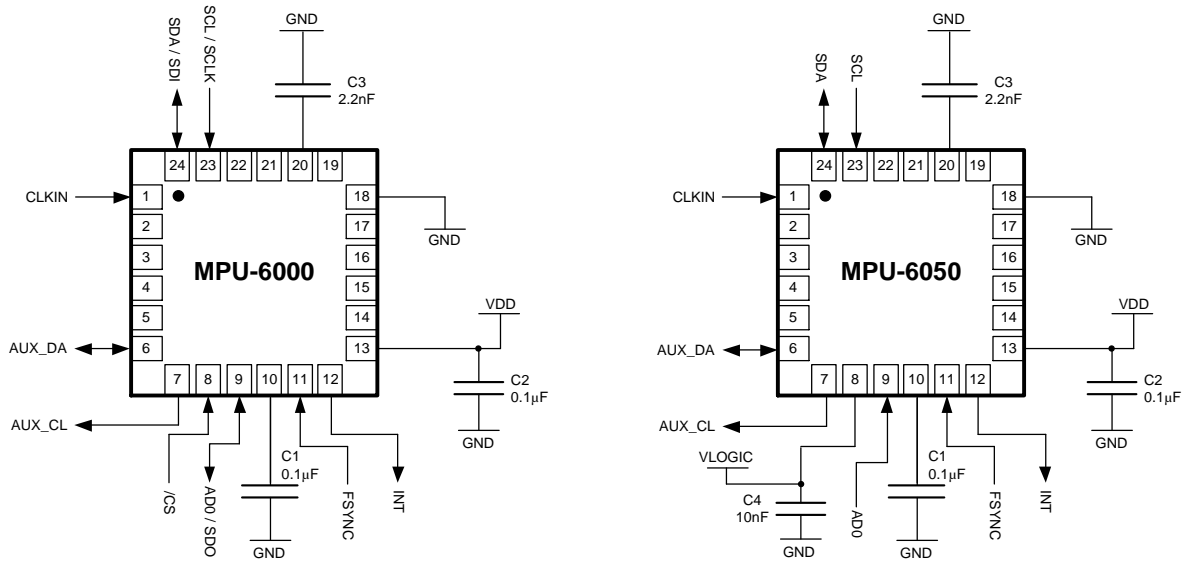 GND
C3
2.2nF
SDA / SDI
SCL / SCLK
24 23 22 21 20 19
CLKIN
1
2
3
4
5
6
18
17
16
15
14
13
MPU-6000
GND
VDD
AUX_DA
C2
0.1µF
GND
7 8 9 10 11 12
AUX_CL
/CS
AD0 / SDO
C1
0.1µF
GND
FSYNC
INT
GND
C3
2.2nF
SDA
SCL
24 23 22 21 20 19
CLKIN
1
2
3
4
5
6
18
17
16
15
14
13
MPU-6050
GND
VDD
AUX_DA
C2
0.1µF
GND
7 8 9 10 11 12
AUX_CL
VLOGIC
C4
10nF
GND
AD0
C1
0.1µF
GND
FSYNC
INT